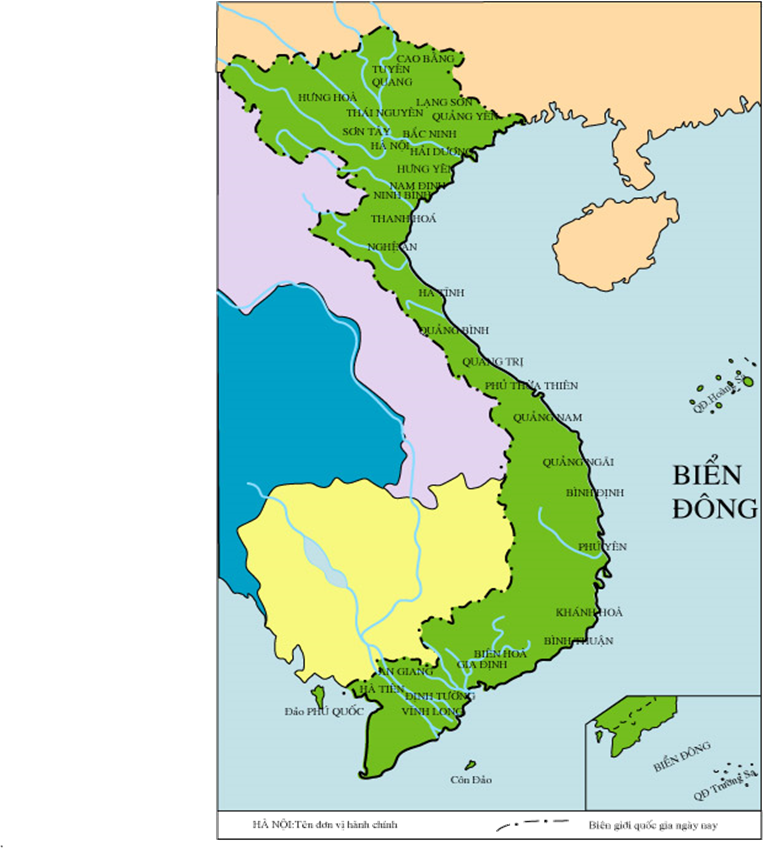 CAO BẰNG
TUYÊN
QUANG
HƯNG HOÁ
LẠNG SƠN
THÁI NGUYÊN
QUẢNG YÊN
SƠN TÂY
BẮC NINH
HÀ NỘI
HẢI DƯƠNG
HƯNG YÊN
NAM ĐỊNH
NINH BÌNH
THANH HOÁ
NGHỆ AN
HÀ TĨNH
QUẢNG BÌNH
QUẢNG TRỊ
PHỦ THỪA THIÊN
QĐ.Hoàng Sa
QUẢNG NAM
QUẢNG NGÃI
BIỂN
ĐÔNG
BÌNH ĐỊNH
PHÚ YÊN
KHÁNH HOÀ
BÌNH THUẬN
BIÊN HOÀ
GIA ĐỊNH
AN GIANG
HÀ TIÊN
ĐỊNH TƯỜNG
Đảo PHÚ QUỐC
VĨNH LONG
Côn Đảo
BIỂN ĐÔNG
QĐ Trường Sa
HÀ NỘI:Tên đơn vị hành chính
Biên giới quốc gia ngày nay